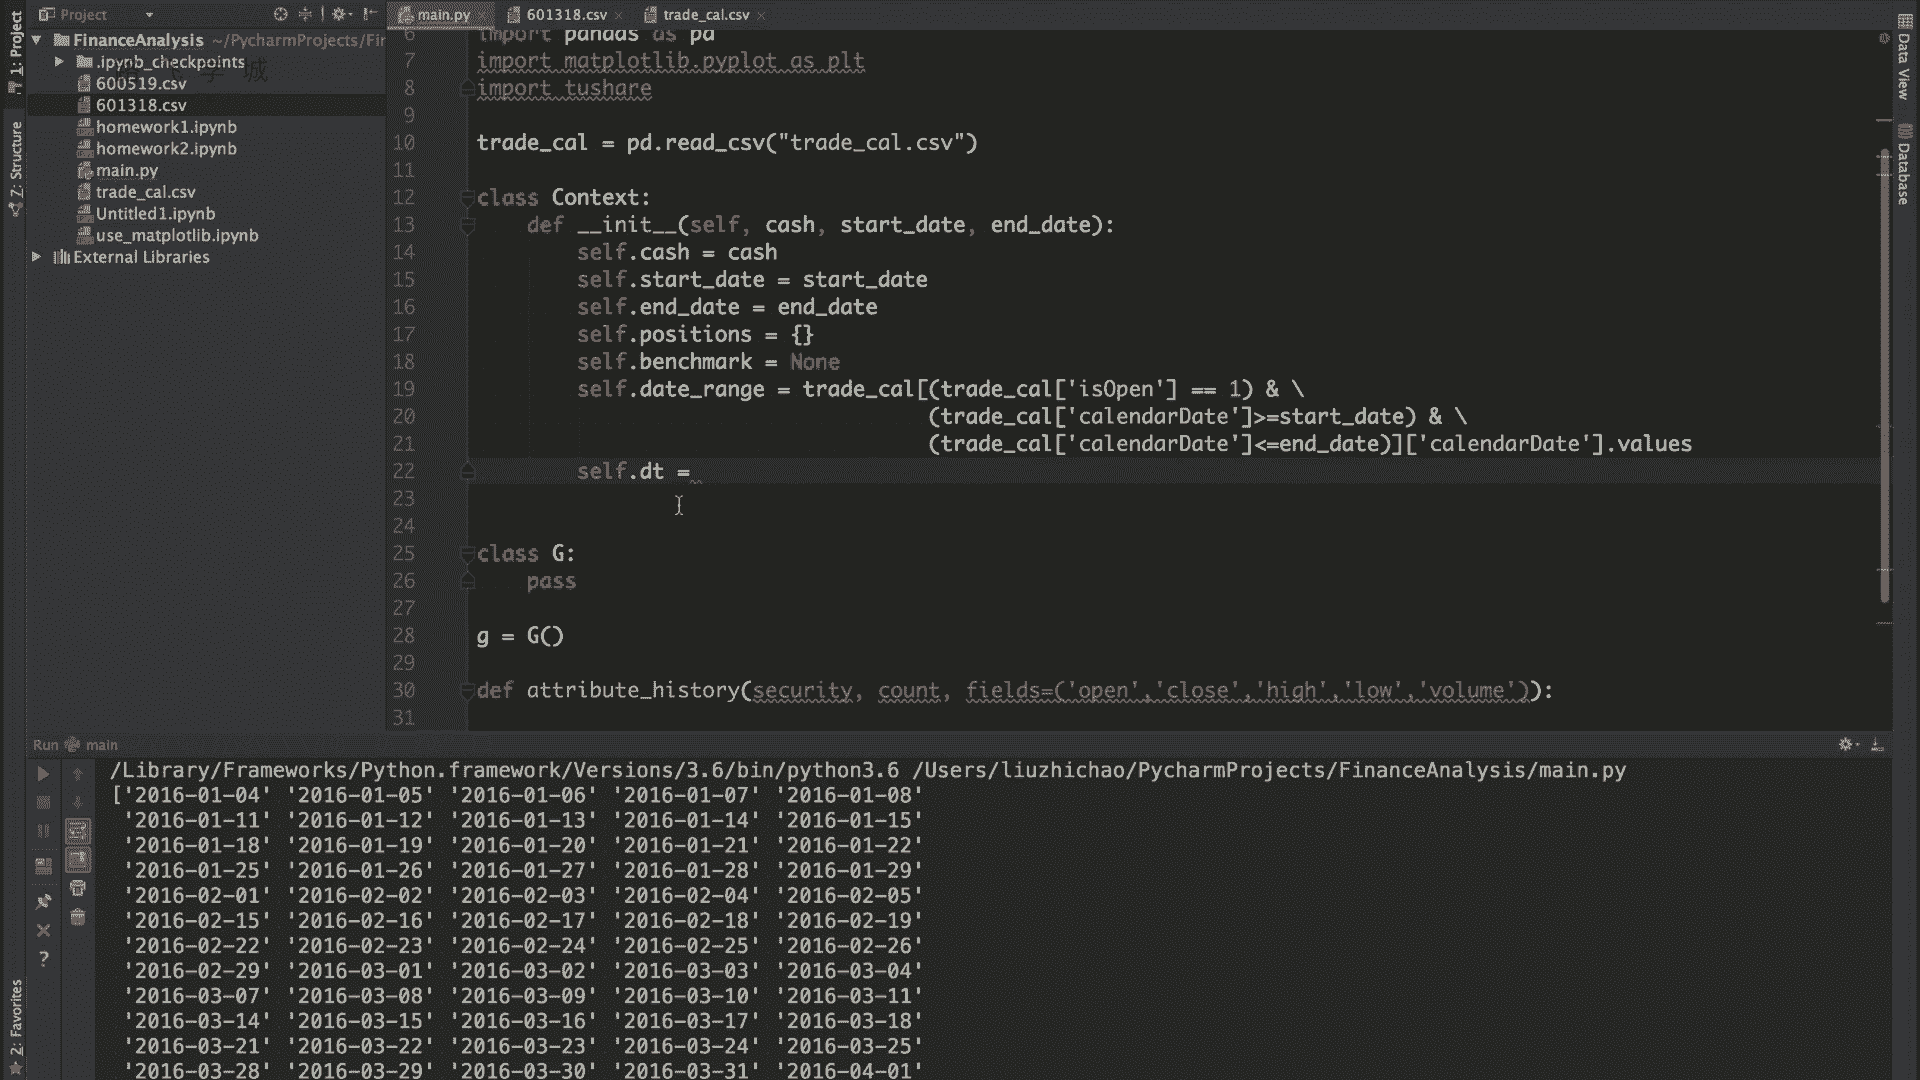 Project
main.py
601318.csv
trade_cal.csv
1: Project
Z: Structure
2: Favorites
Data View
Database
FinanceAnalysis ~/PycharmProjects/Fir
.ipynb_checkpoints
600519.csv
601318.csv
homework1.ipynb
homework2.ipynb
main.py
trade_cal.csv
Untitled1.ipynb
use_matplotlib.ipynb
External Libraries
6 import pandas as pd
7 import matplotlib.pyplot as plt
8 import tushare
9
10 trade_cal = pd.read_csv("trade_cal.csv")
11
12 class Context:
13 def __init__(self, cash, start_date, end_date):
14 self.cash = cash
15 self.start_date = start_date
16 self.end_date = end_date
17 self.positions = {}
18 self.benchmark = None
19 self.date_range = trade_cal[(trade_cal['isOpen'] == 1) & \
20 (trade_cal['calendarDate']>=start_date) & \
21 (trade_cal['calendarDate']<=end_date)]['calendarDate'].values
22 self.dt =
23
24
25 class G:
26 pass
27
28 g = G()
29
30 def attribute_history(security, count, fields=('open','close','high','low','volume')):
31
Run main
/Library/Frameworks/Python.framework/Versions/3.6/bin/python3.6 /Users/liuzhichao/PycharmProjects/FinanceAnalysis/main.py
['2016-01-04' '2016-01-05' '2016-01-06' '2016-01-07' '2016-01-08'
'2016-01-11' '2016-01-12' '2016-01-13' '2016-01-14' '2016-01-15'
'2016-01-18' '2016-01-19' '2016-01-20' '2016-01-21' '2016-01-22'
'2016-01-25' '2016-01-26' '2016-01-27' '2016-01-28' '2016-01-29'
'2016-02-01' '2016-02-02' '2016-02-03' '2016-02-04' '2016-02-05'
'2016-02-15' '2016-02-16' '2016-02-17' '2016-02-18' '2016-02-19'
'2016-02-22' '2016-02-23' '2016-02-24' '2016-02-25' '2016-02-26'
'2016-02-29' '2016-03-01' '2016-03-02' '2016-03-03' '2016-03-04'
'2016-03-07' '2016-03-08' '2016-03-09' '2016-03-10' '2016-03-11'
'2016-03-14' '2016-03-15' '2016-03-16' '2016-03-17' '2016-03-18'
'2016-03-21' '2016-03-22' '2016-03-23' '2016-03-24' '2016-03-25'
'2016-03-28' '2016-03-29' '2016-03-30' '2016-03-31' '2016-04-01'